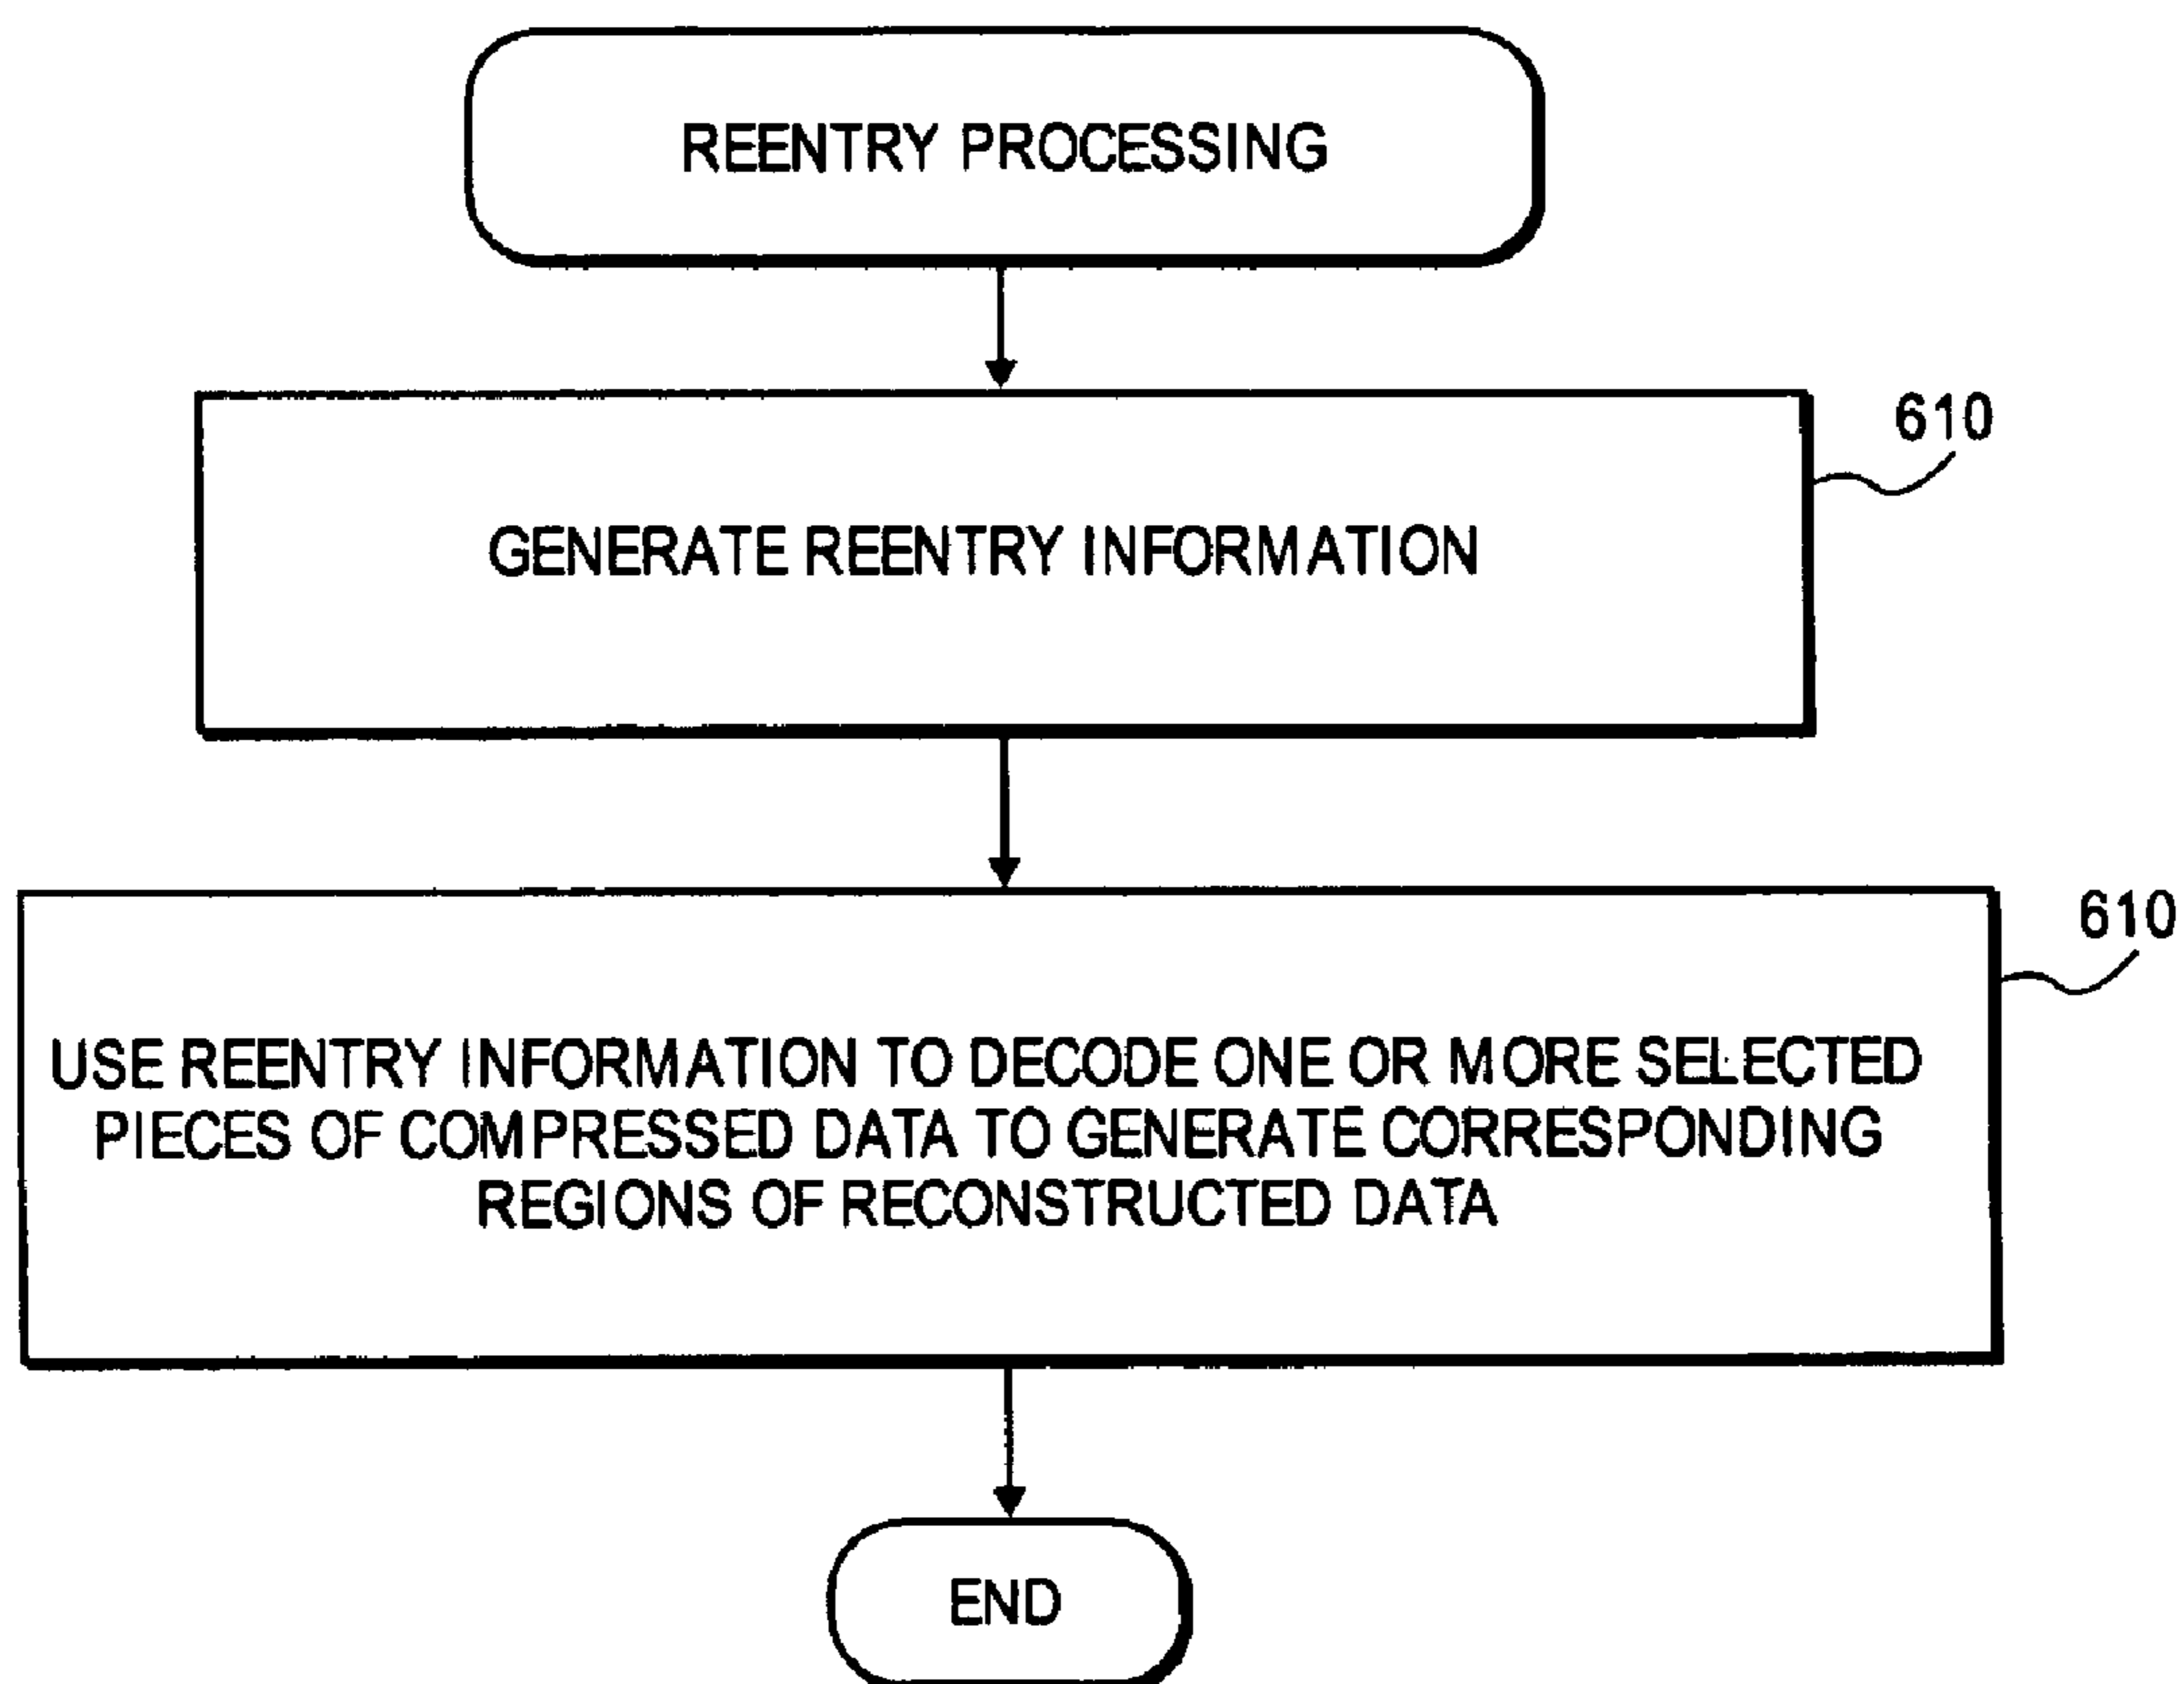 REENTRY PROCESSING
610
GENERATE REENTRY INFORMATION
610
USE REENTRY INFORMATION TO DECODE ONE OR MORE SELECTED
PIECES OF COMPRESSED DATA TO GENERATE CORRESPONDING
REGIONS OF RECONSTRUCTED DATA
END